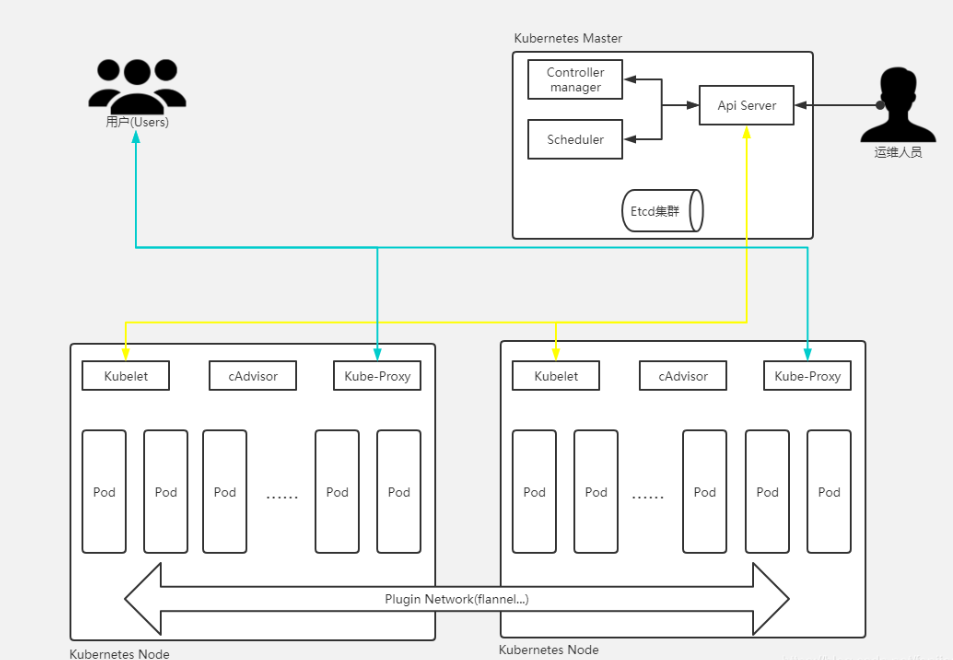 Kubernetes Master
Controller
manager
Api Server
Scheduler
Etcd集群
用户(Users)
运维人员
Kubelet
cAdvisor
Kube-Proxy
Kubelet
cAdvisor
Kube-Proxy
Pod
Pod
Pod
......
Pod
Pod
Pod
Pod
......
Pod
Pod
Pod
Plugin Network(flannel...)
Kubernetes Node
Kubernetes Node